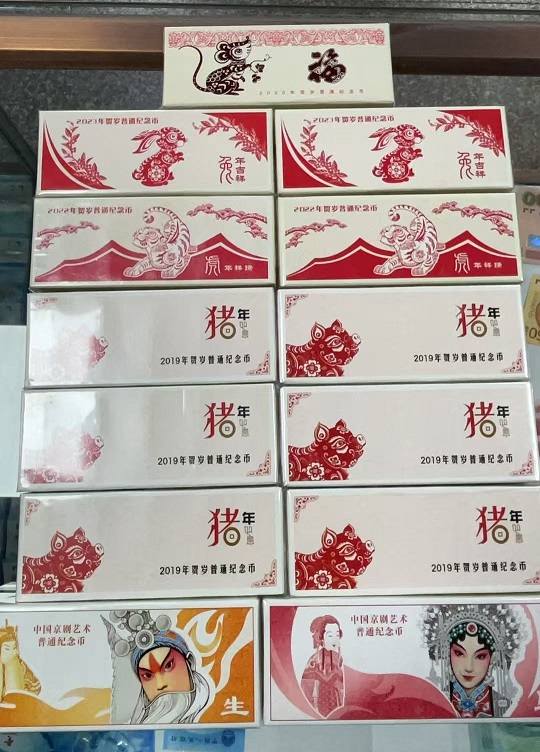 福
2020年贺岁普通纪念币
2023年贺岁普通纪念币
年吉祥
2023年贺岁普通纪念币
年吉祥
2022年贺岁普通纪念币
虎
年祥瑞
2022年贺岁普通纪念币
虎
年祥瑞
猪年
2019年贺岁普通纪念币
猪年
2019年贺岁普通纪念币
猪年
2019年贺岁普通纪念币
猪年
2019年贺岁普通纪念币
猪年
2019年贺岁普通纪念币
猪年
2019年贺岁普通纪念币
中国京剧艺术
普通纪念币
生
中国京剧艺术
普通纪念币